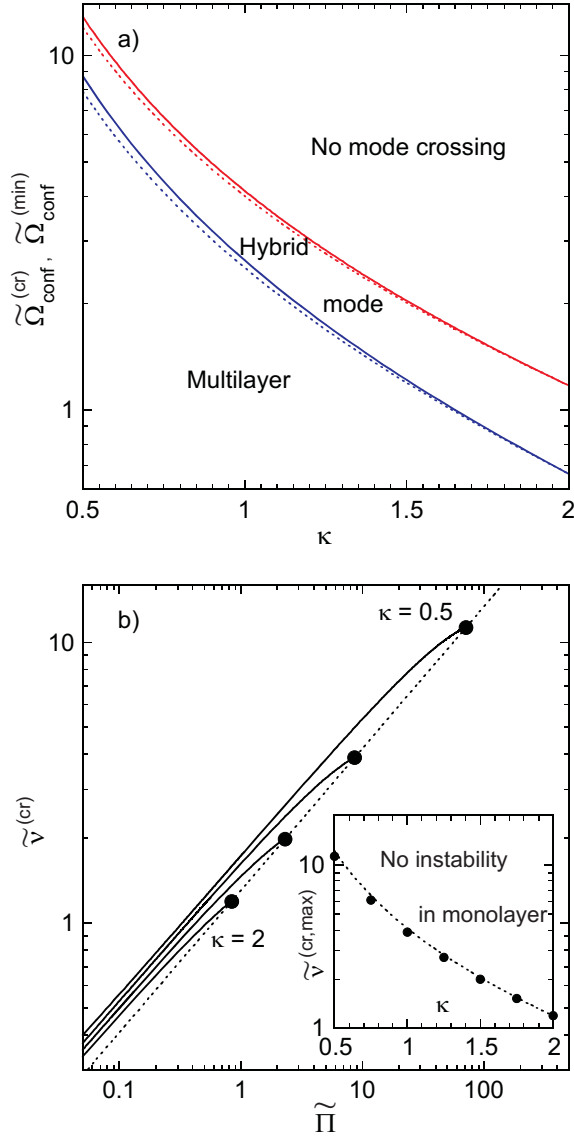 a)
10
No mode crossing
Hybrid
mode
Multilayer
1
Ω̃conf(cr), Ω̃conf(min)
0.5 1 1.5 2
κ
b)
κ = 0.5
10
ν̃(cr)
κ = 2
1
0.1 1 10 100
Π̃
No instability
in monolayer
10
ν̃(cr,max)
κ
1
0.5 1 1.5 2